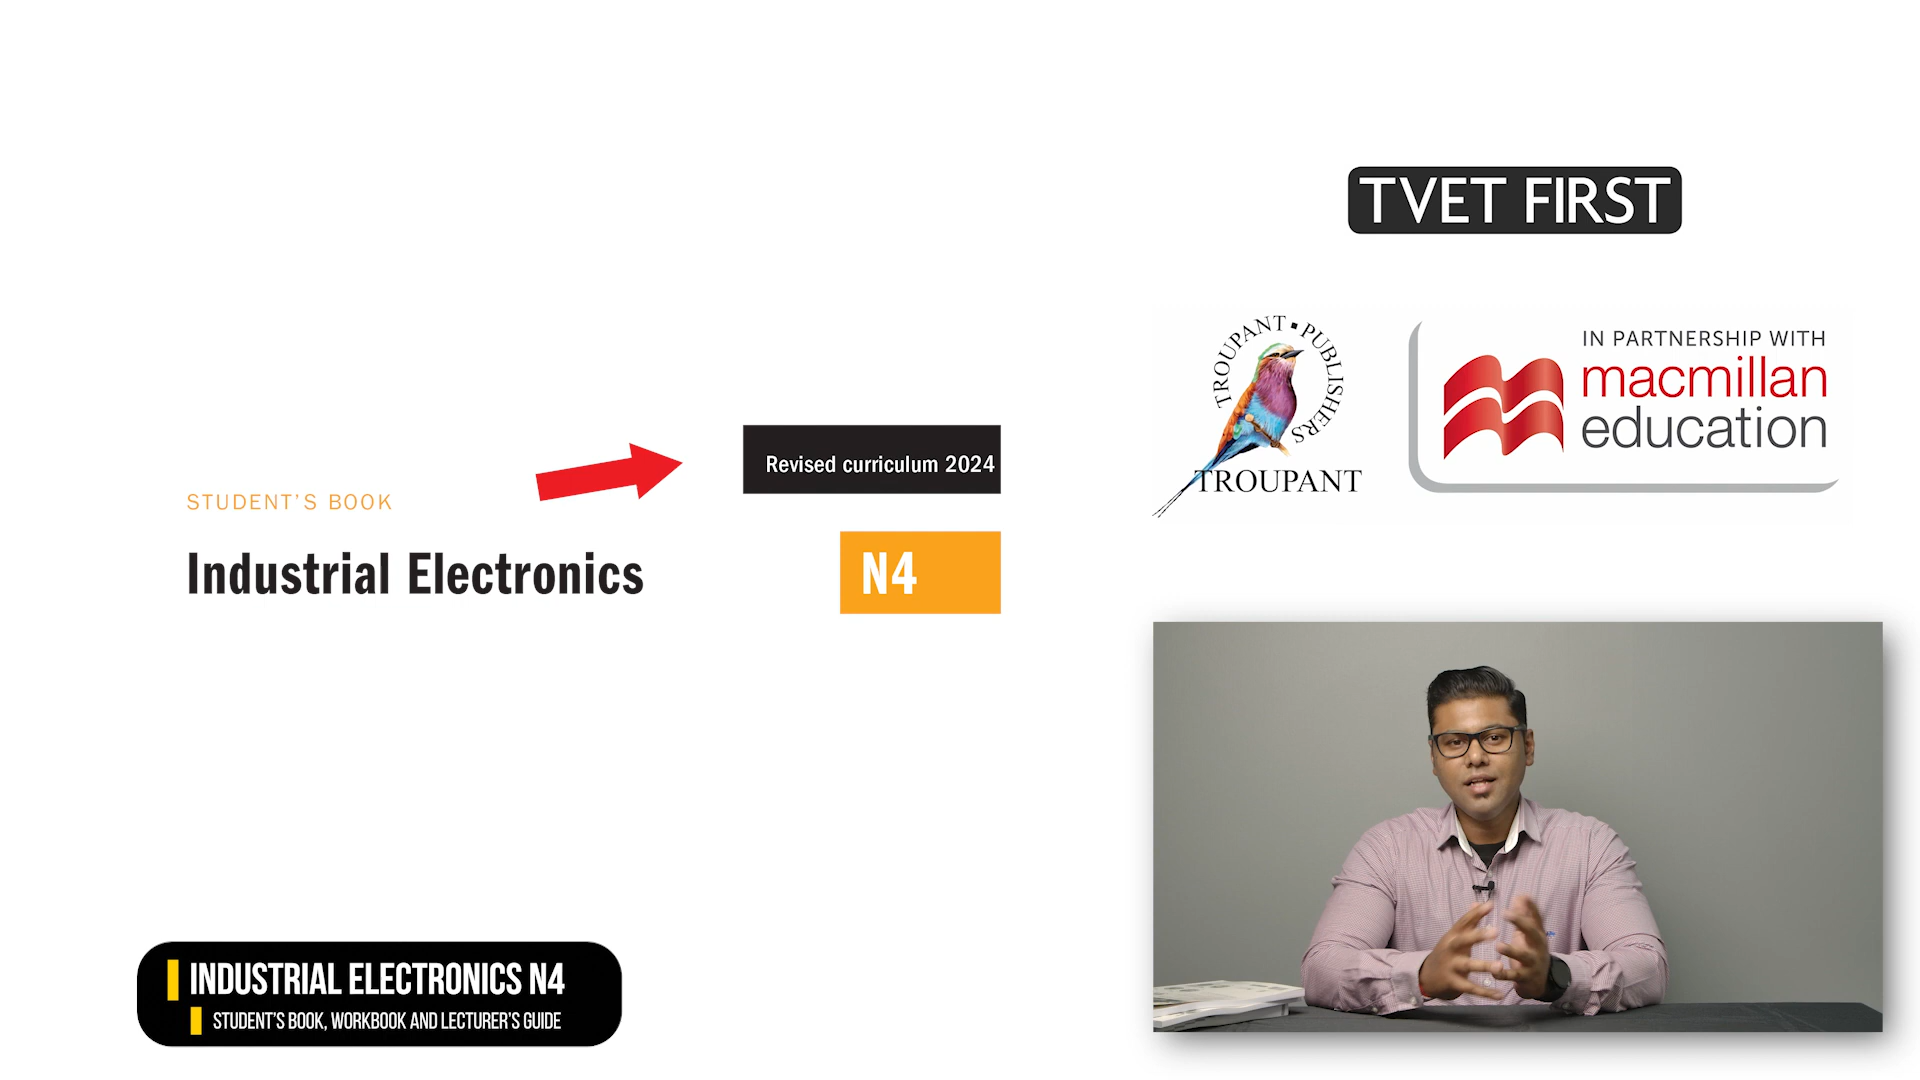 TVET FIRST
TROUPANT ▪ PUBLISHERS
TROUPANT
IN PARTNERSHIP WITH
macmillan
education
Revised curriculum 2024
STUDENT'S BOOK
Industrial Electronics
N4
INDUSTRIAL ELECTRONICS N4
STUDENT'S BOOK, WORKBOOK AND LECTURER'S GUIDE